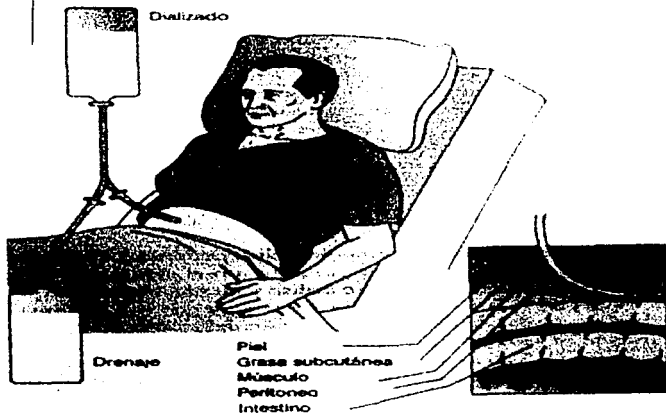 Dializado
Drenaje
Piel
Grasa subcutánea
Músculo
Peritoneo
Intestino